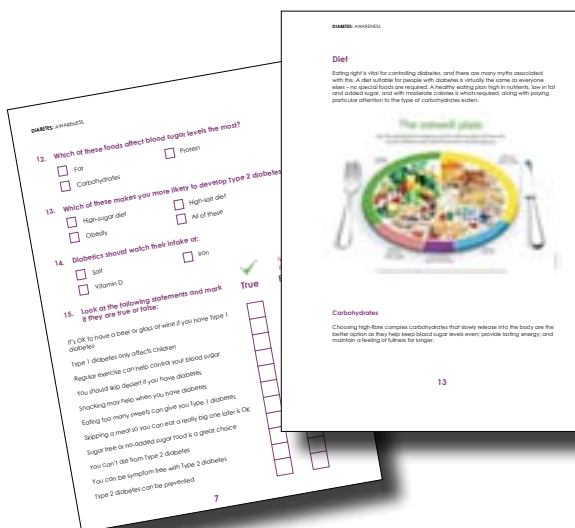 DIABETES: AWARENESS
12. Which of these foods affect blood sugar levels the most?
Fat
Protein
Carbohydrates
13. Which of these makes you more likely to develop Type 2 diabetes
High-sugar diet
High-salt diet
Obesity
All of these
14. Diabetics should watch their intake of:
Salt
Iron
Vitamin D
15. Look at the following statements and mark
if they are true or false:
True
It's OK to have a beer or glass of wine if you have Type 1
diabetes
Type 1 diabetes only affects children
Regular exercise can help control your blood sugar
You should skip dessert if you have diabetes
Snacking may help when you have diabetes
Eating too many sweets can give you Type 1 diabetes
Skipping a meal so you can eat a really big one later is OK
Sugar free or no-added sugar food is a great choice
You can't die from Type 2 diabetes
You can be symptom free with Type 2 diabetes
Type 2 diabetes can be prevented
7
DIABETES: AWARENESS
Diet
Eating right is vital for controlling diabetes, and there are many myths associated
with this. A diet suitable for people with diabetes is virtually the same as everyone
elses – no special foods are required. A healthy eating plan high in nutrients, low in fat
and added sugar, and with moderate calories is whats required, along with paying
particular attention to the type of carbohydrates eaten.
The eatwell plate
Carbohydrates
Choosing high-fibre complex carbohydrates that slowly release into the body are the
better option as they help keep blood sugar levels even; provide lasting energy; and
maintain a feeling of fullness for longer.
13